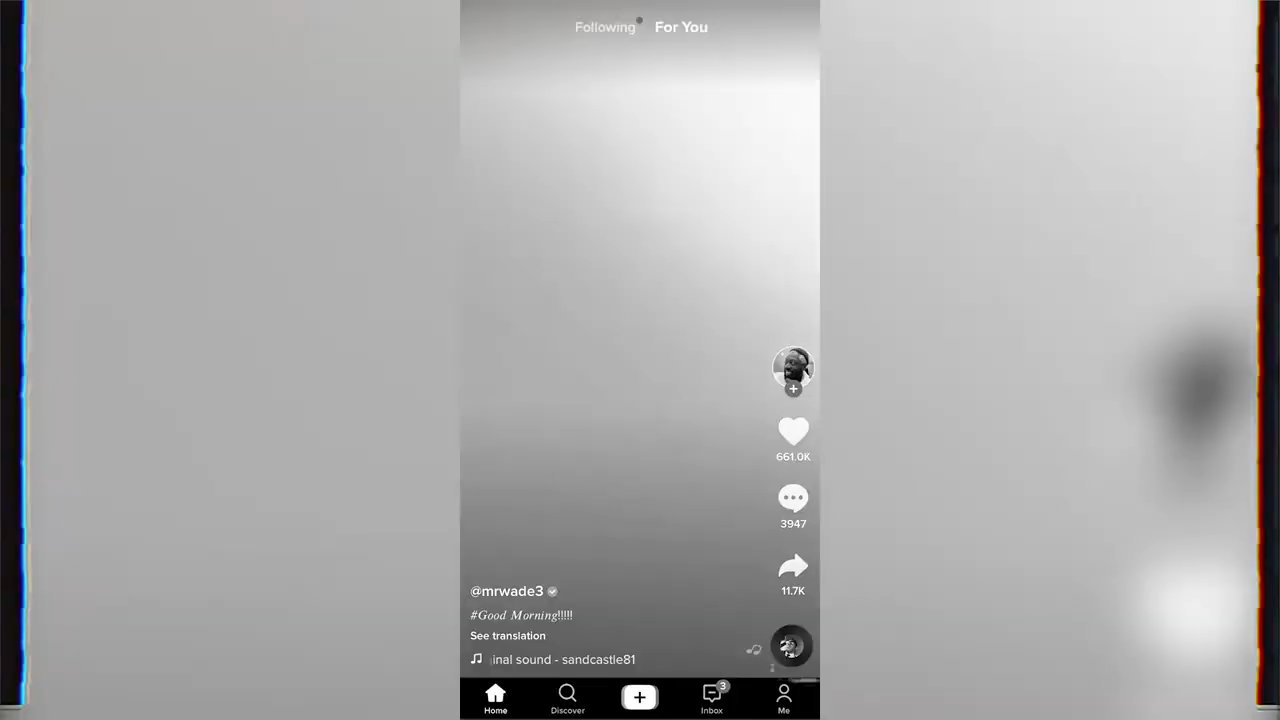 Following For You
661.0K
3947
11.7K
@mrwade3
#Good Morning!!!!!
See translation
inal sound - sandcastle81
3
Home Discover Inbox Me